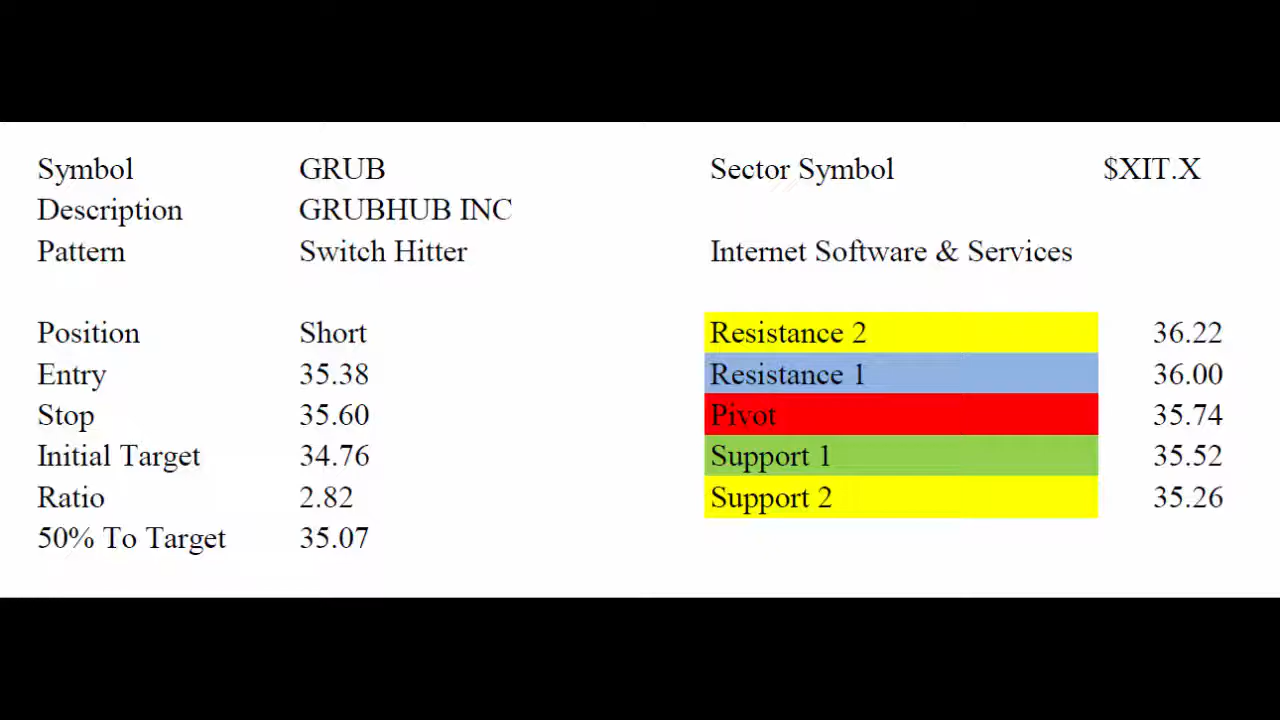 Symbol GRUB Sector Symbol $XIT.X
Description GRUBHUB INC
Pattern Switch Hitter Internet Software & Services
Position Short Resistance 2 36.22
Entry 35.38 Resistance 1 36.00
Stop 35.60 Pivot 35.74
Initial Target 34.76 Support 1 35.52
Ratio 2.82 Support 2 35.26
50% To Target 35.07